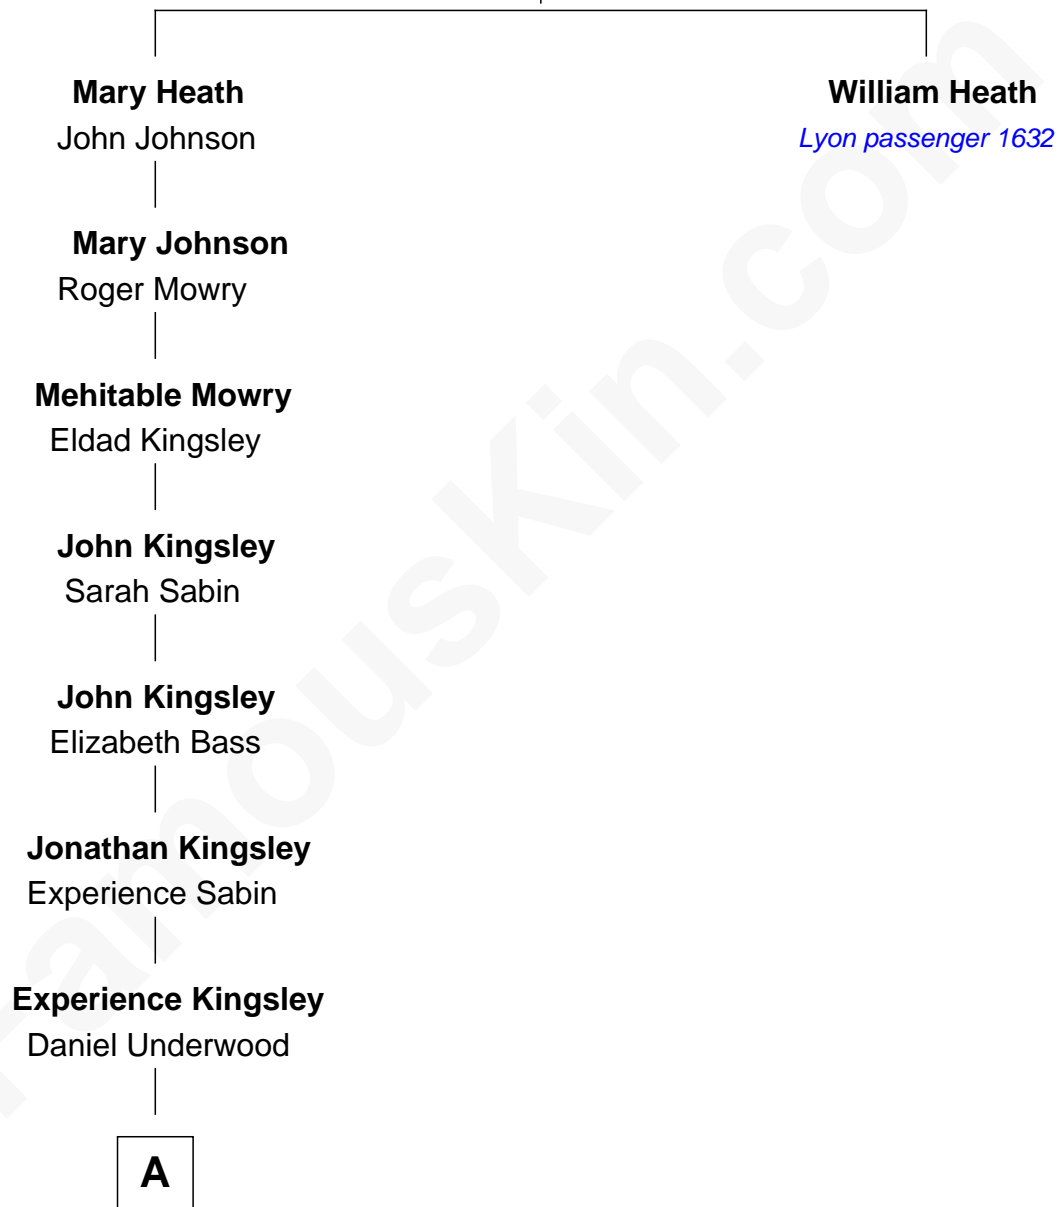 Mary Heath
John Johnson
William Heath
Lyon passenger 1632
Mary Johnson
Roger Mowry
Mehitable Mowry
Eldad Kingsley
John Kingsley
Sarah Sabin
John Kingsley
Elizabeth Bass
Jonathan Kingsley
Experience Sabin
Experience Kingsley
Daniel Underwood
A
FamousKin.com